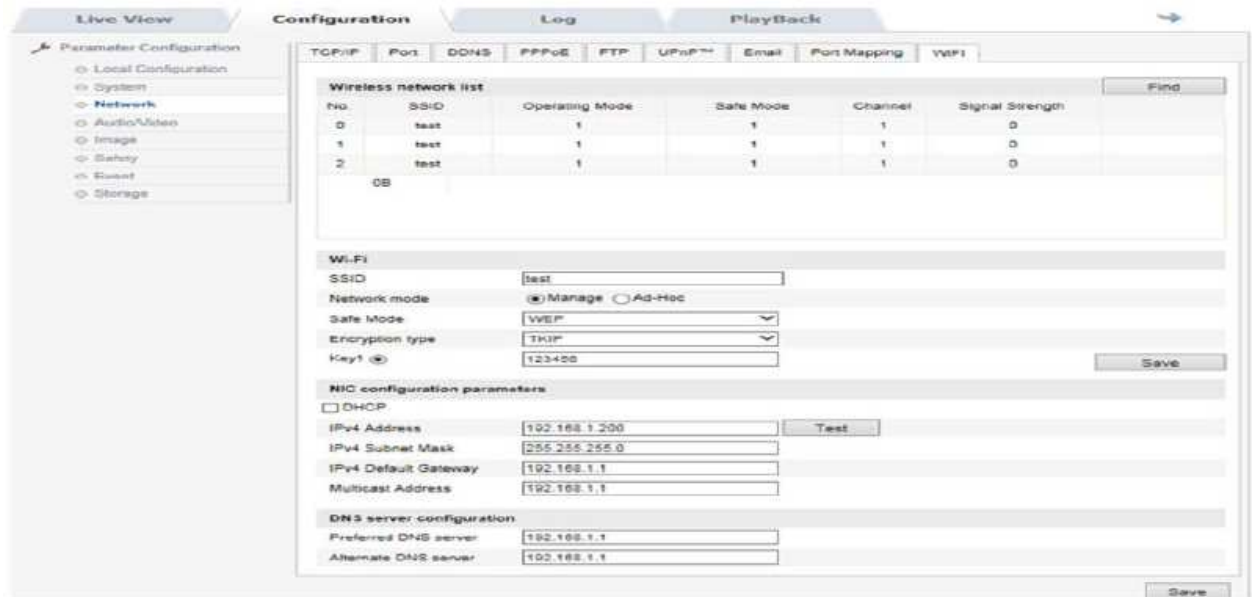 Live View Configuration Log PlayBack
Parameter Configuration
Local Configuration
System
Network
Audio/Video
Image
Safety
Event
Storage
TCP/IP Port DDNS PPPoE FTP UPnP™ Email Port Mapping WIFI
Wireless network list Find
No. SSID Operating Mode Safe Mode Channel Signal Strength
0 test 1 1 1 0
1 test 1 1 1 0
2 test 1 1 1 0
0B
Wi-Fi
SSID test
Network mode Manage Ad-Hoc
Safe Mode WEP
Encryption type TKIP
Key1 123456 Save
NIC configuration parameters
DHCP
IPv4 Address 192.168.1.200 Test
IPv4 Subnet Mask 255.255.255.0
IPv4 Default Gateway 192.168.1.1
Multicast Address 192.168.1.1
DNS server configuration
Preferred DNS server 192.168.1.1
Alternate DNS server 192.168.1.1
Save